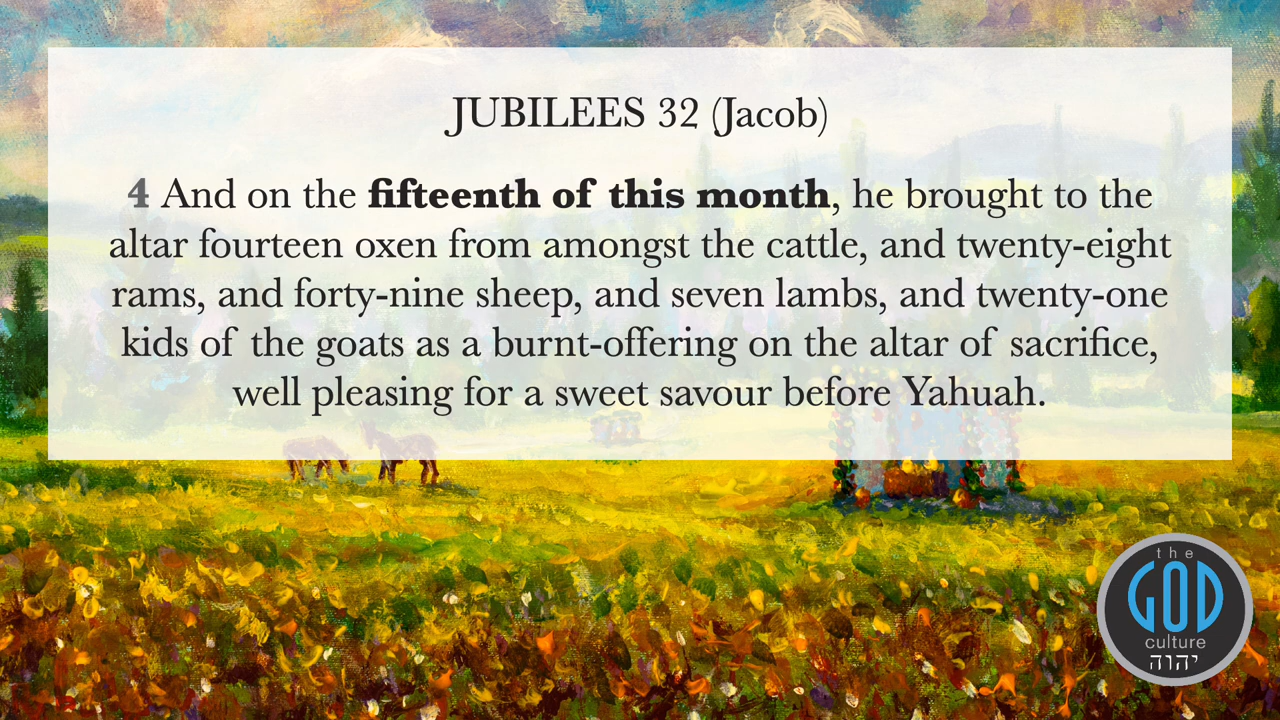 JUBILEES 32 (Jacob)
4 And on the fifteenth of this month, he brought to the
altar fourteen oxen from amongst the cattle, and twenty-eight
rams, and forty-nine sheep, and seven lambs, and twenty-one
kids of the goats as a burnt-offering on the altar of sacrifice,
well pleasing for a sweet savour before Yahuah.
the
GOD
culture
יהוה